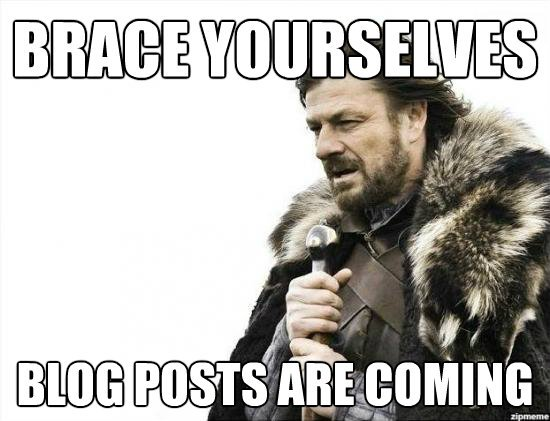 BRACE YOURSELVES
BLOG POSTS ARE COMING
zipmeme